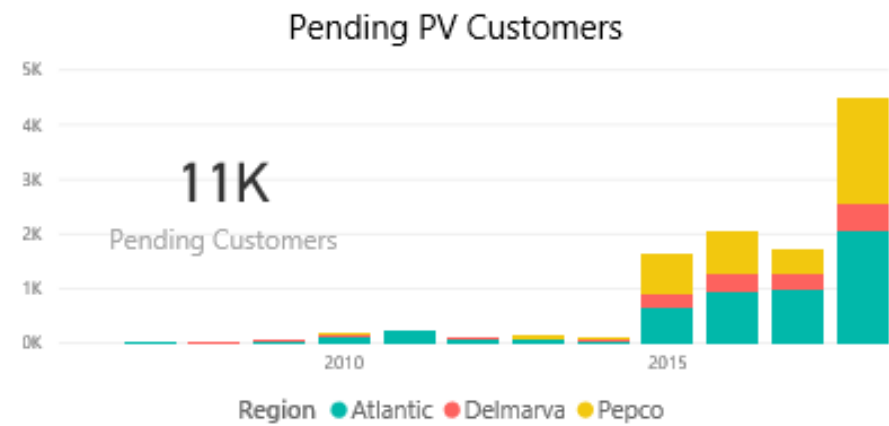 Pending PV Customers
5K
4K
3K
2K
1K
0K
11K
Pending Customers
2010 2015
Region Atlantic Delmarva Pepco